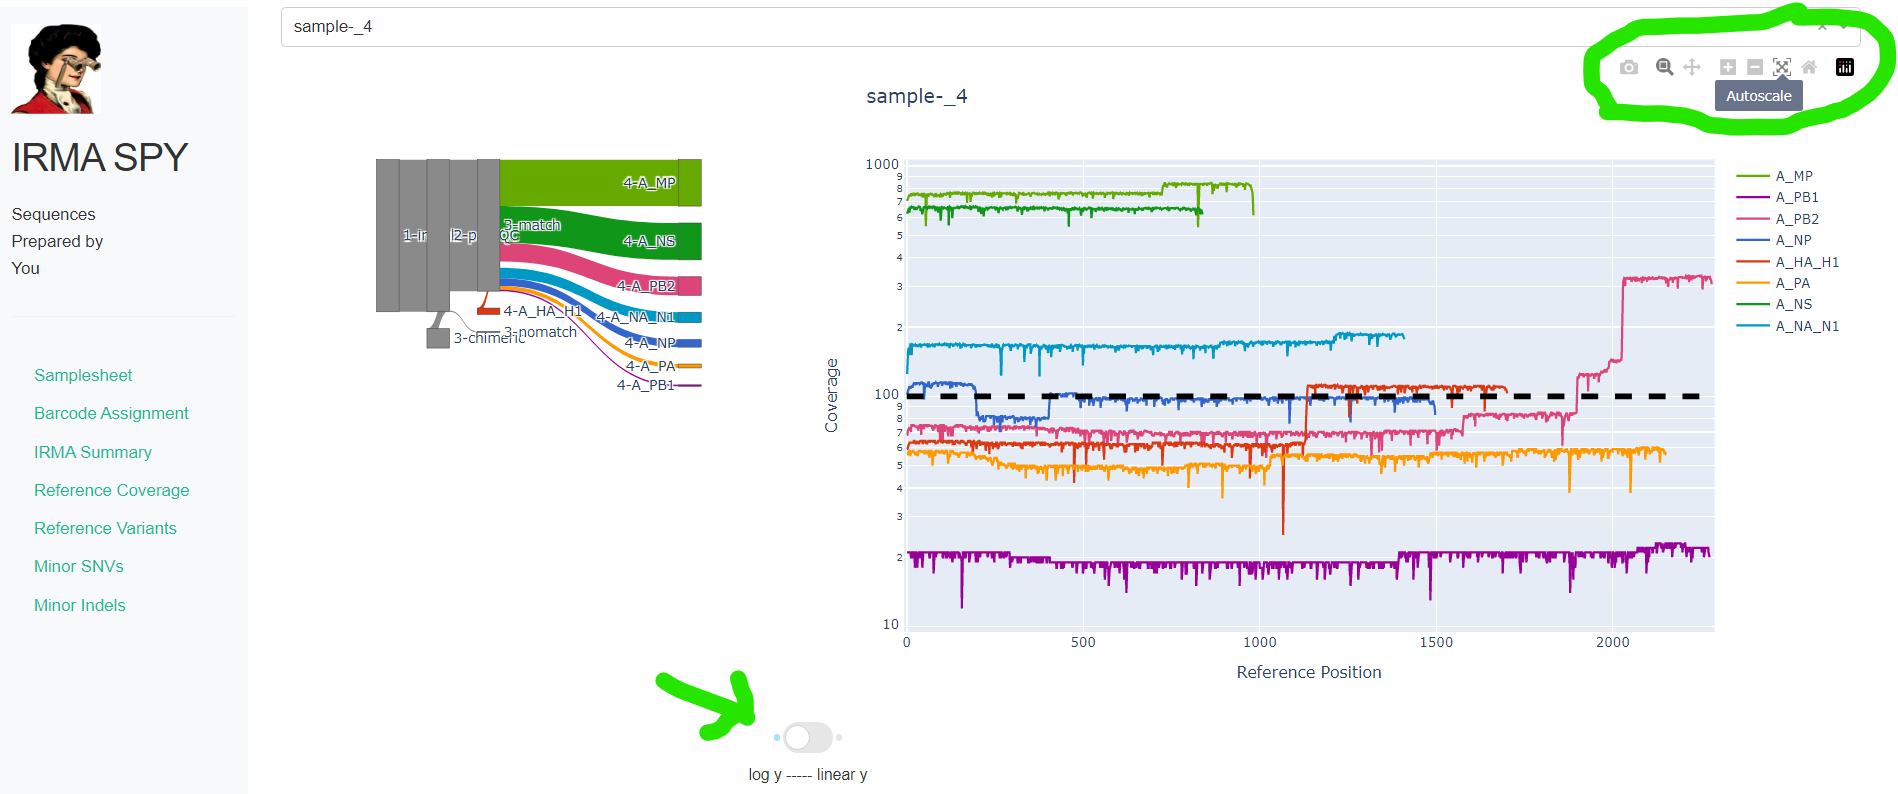 sample-_4
IRMA SPY
Sequences
Prepared by
You
Samplesheet
Barcode Assignment
IRMA Summary
Reference Coverage
Reference Variants
Minor SNVs
Minor Indels
3-match
4-A_MP
4-A_NS
4-A_PB2
4-A_HA_H1
4-A_NA_N1
3-nomatch
3-chimeric
4-A_NP
4-A_PA
4-A_PB1
Autoscale
sample-_4
Coverage
1000
9
8
7
6
5
4
3
2
100
9
8
7
6
5
4
3
2
10
0 500 1000 1500 2000
Reference Position
A_MP
A_PB1
A_PB2
A_NP
A_HA_H1
A_PA
A_NS
A_NA_N1
log y ----- linear y